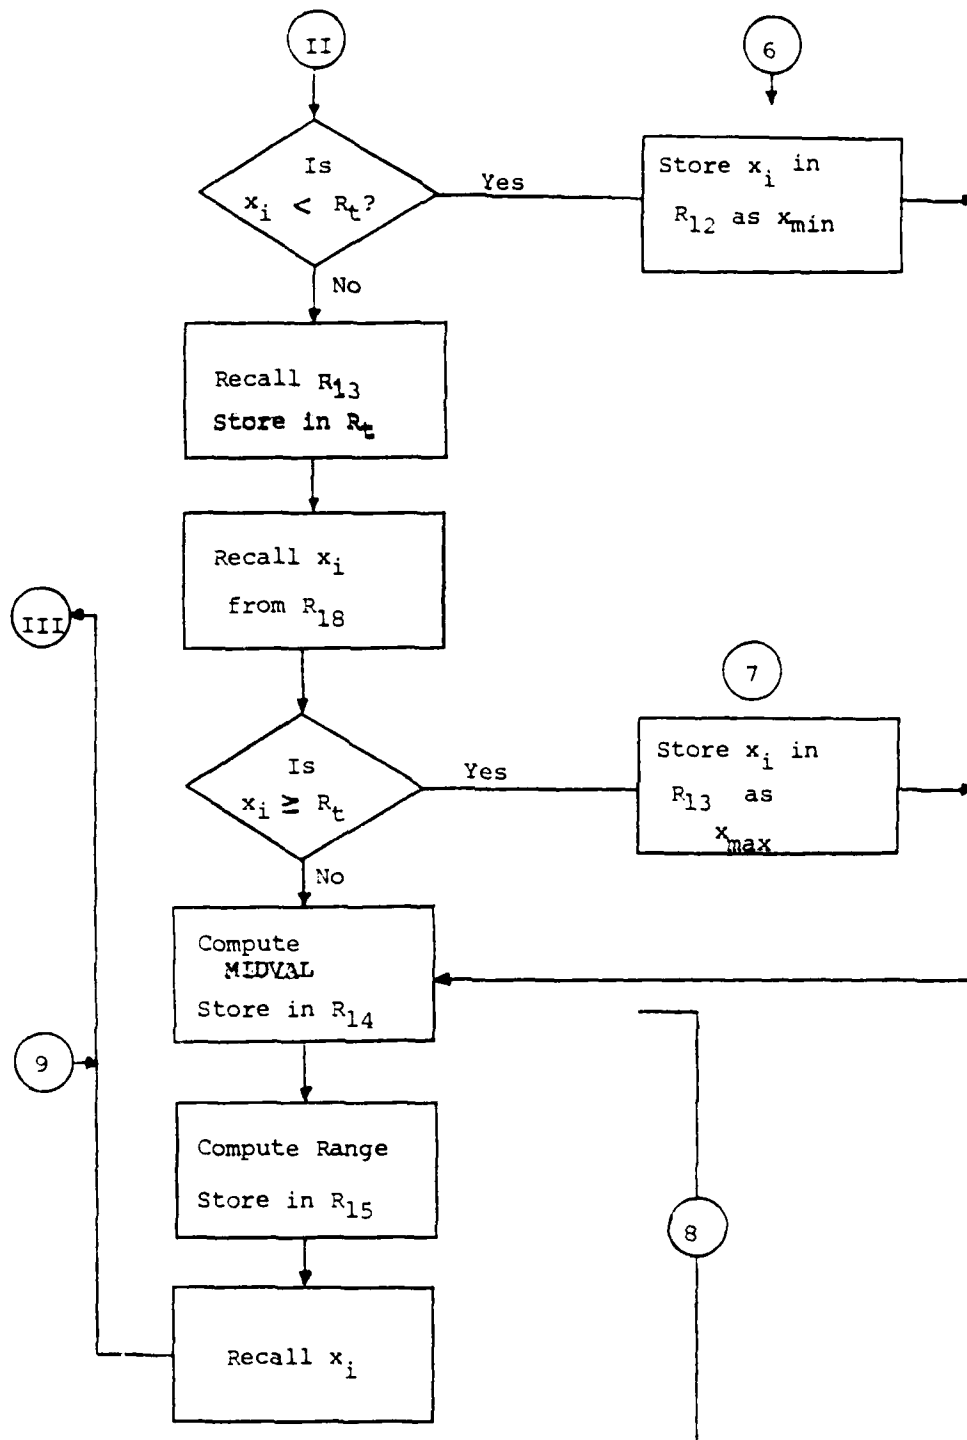 II
6
Is
x_i < R_t?
Yes
Store x_i in
R_12 as x_min
No
Recall R_13
Store in R_t
Recall x_i
from R_18
III
7
Is
x_i ≥ R_t
Yes
Store x_i in
R_13 as
x_max
No
Compute
MIDVAL
Store in R_14
9
Compute Range
Store in R_15
8
Recall x_i